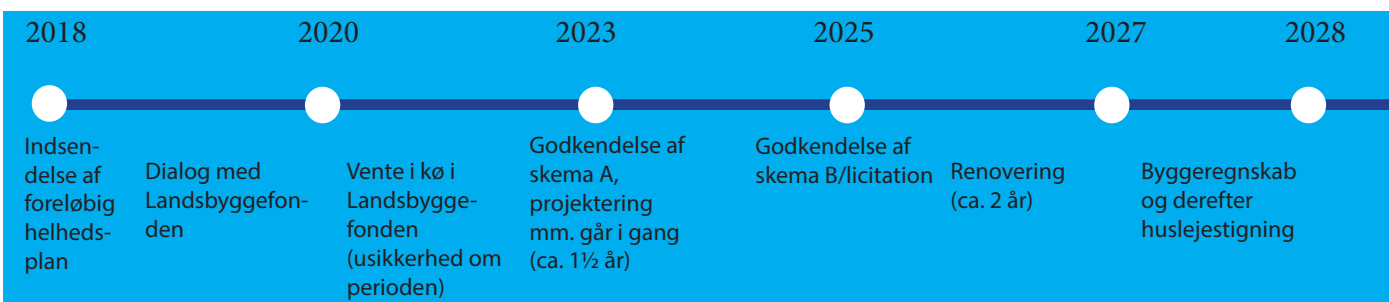 2018
2020
2023
2025
2027
2028
Indsen-
delse af
foreløbig
helheds-
plan
Dialog med
Landsbyggefon-
den
Vente i kø i
Landsbygge-
fonden
(usikkerhed om
perioden)
Godkendelse af
skema A,
projektering
mm. går i gang
(ca. 1½ år)
Godkendelse af
skema B/licitation
Renovering
(ca. 2 år)
Byggeregnskab
og derefter
huslejestigning